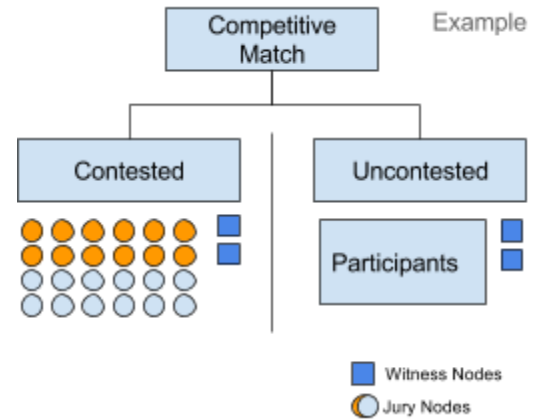 Competitive
Match
Example
Contested
Uncontested
Participants
Witness Nodes
Jury Nodes